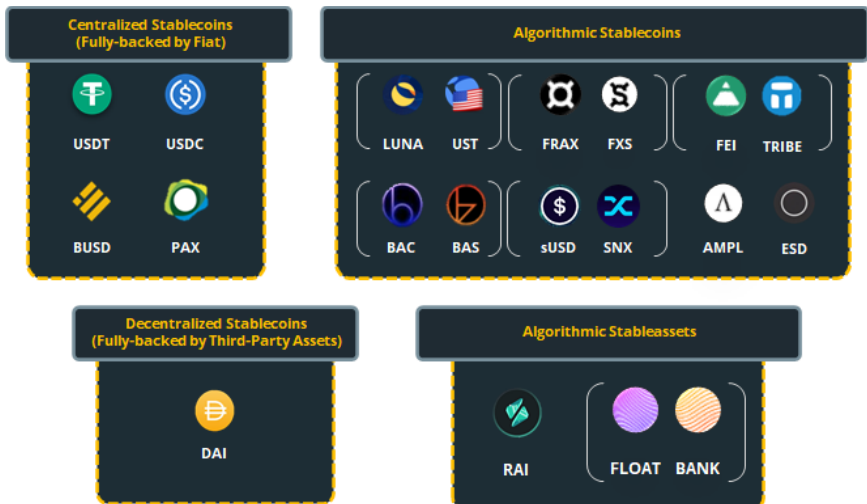 Centralized Stablecoins
(Fully-backed by Fiat)
USDT USDC
BUSD PAX
Algorithmic Stablecoins
LUNA UST FRAX FXS FEI TRIBE
BAC BAS sUSD SNX AMPL ESD
Decentralized Stablecoins
(Fully-backed by Third-Party Assets)
DAI
Algorithmic Stableassets
RAI FLOAT BANK